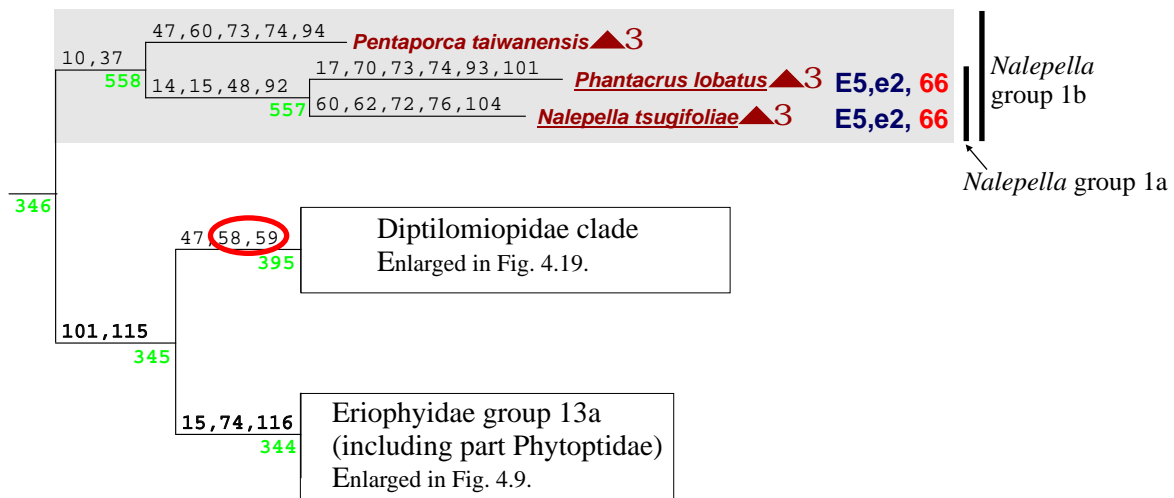 47,60,73,74,94
Pentaporca taiwanensis 3
10,37
558
14,15,48,92
17,70,73,74,93,101
Phantacrus lobatus 3 E5,e2, 66
557
60,62,72,76,104
Nalepella tsugifoliae 3 E5,e2, 66
Nalepella
group 1b
Nalepella group 1a
346
47,58,59
395
Diptilomiopidae clade
Enlarged in Fig. 4.19.
101,115
345
15,74,116
344
Eriophyidae group 13a
(including part Phytoptidae)
Enlarged in Fig. 4.9.